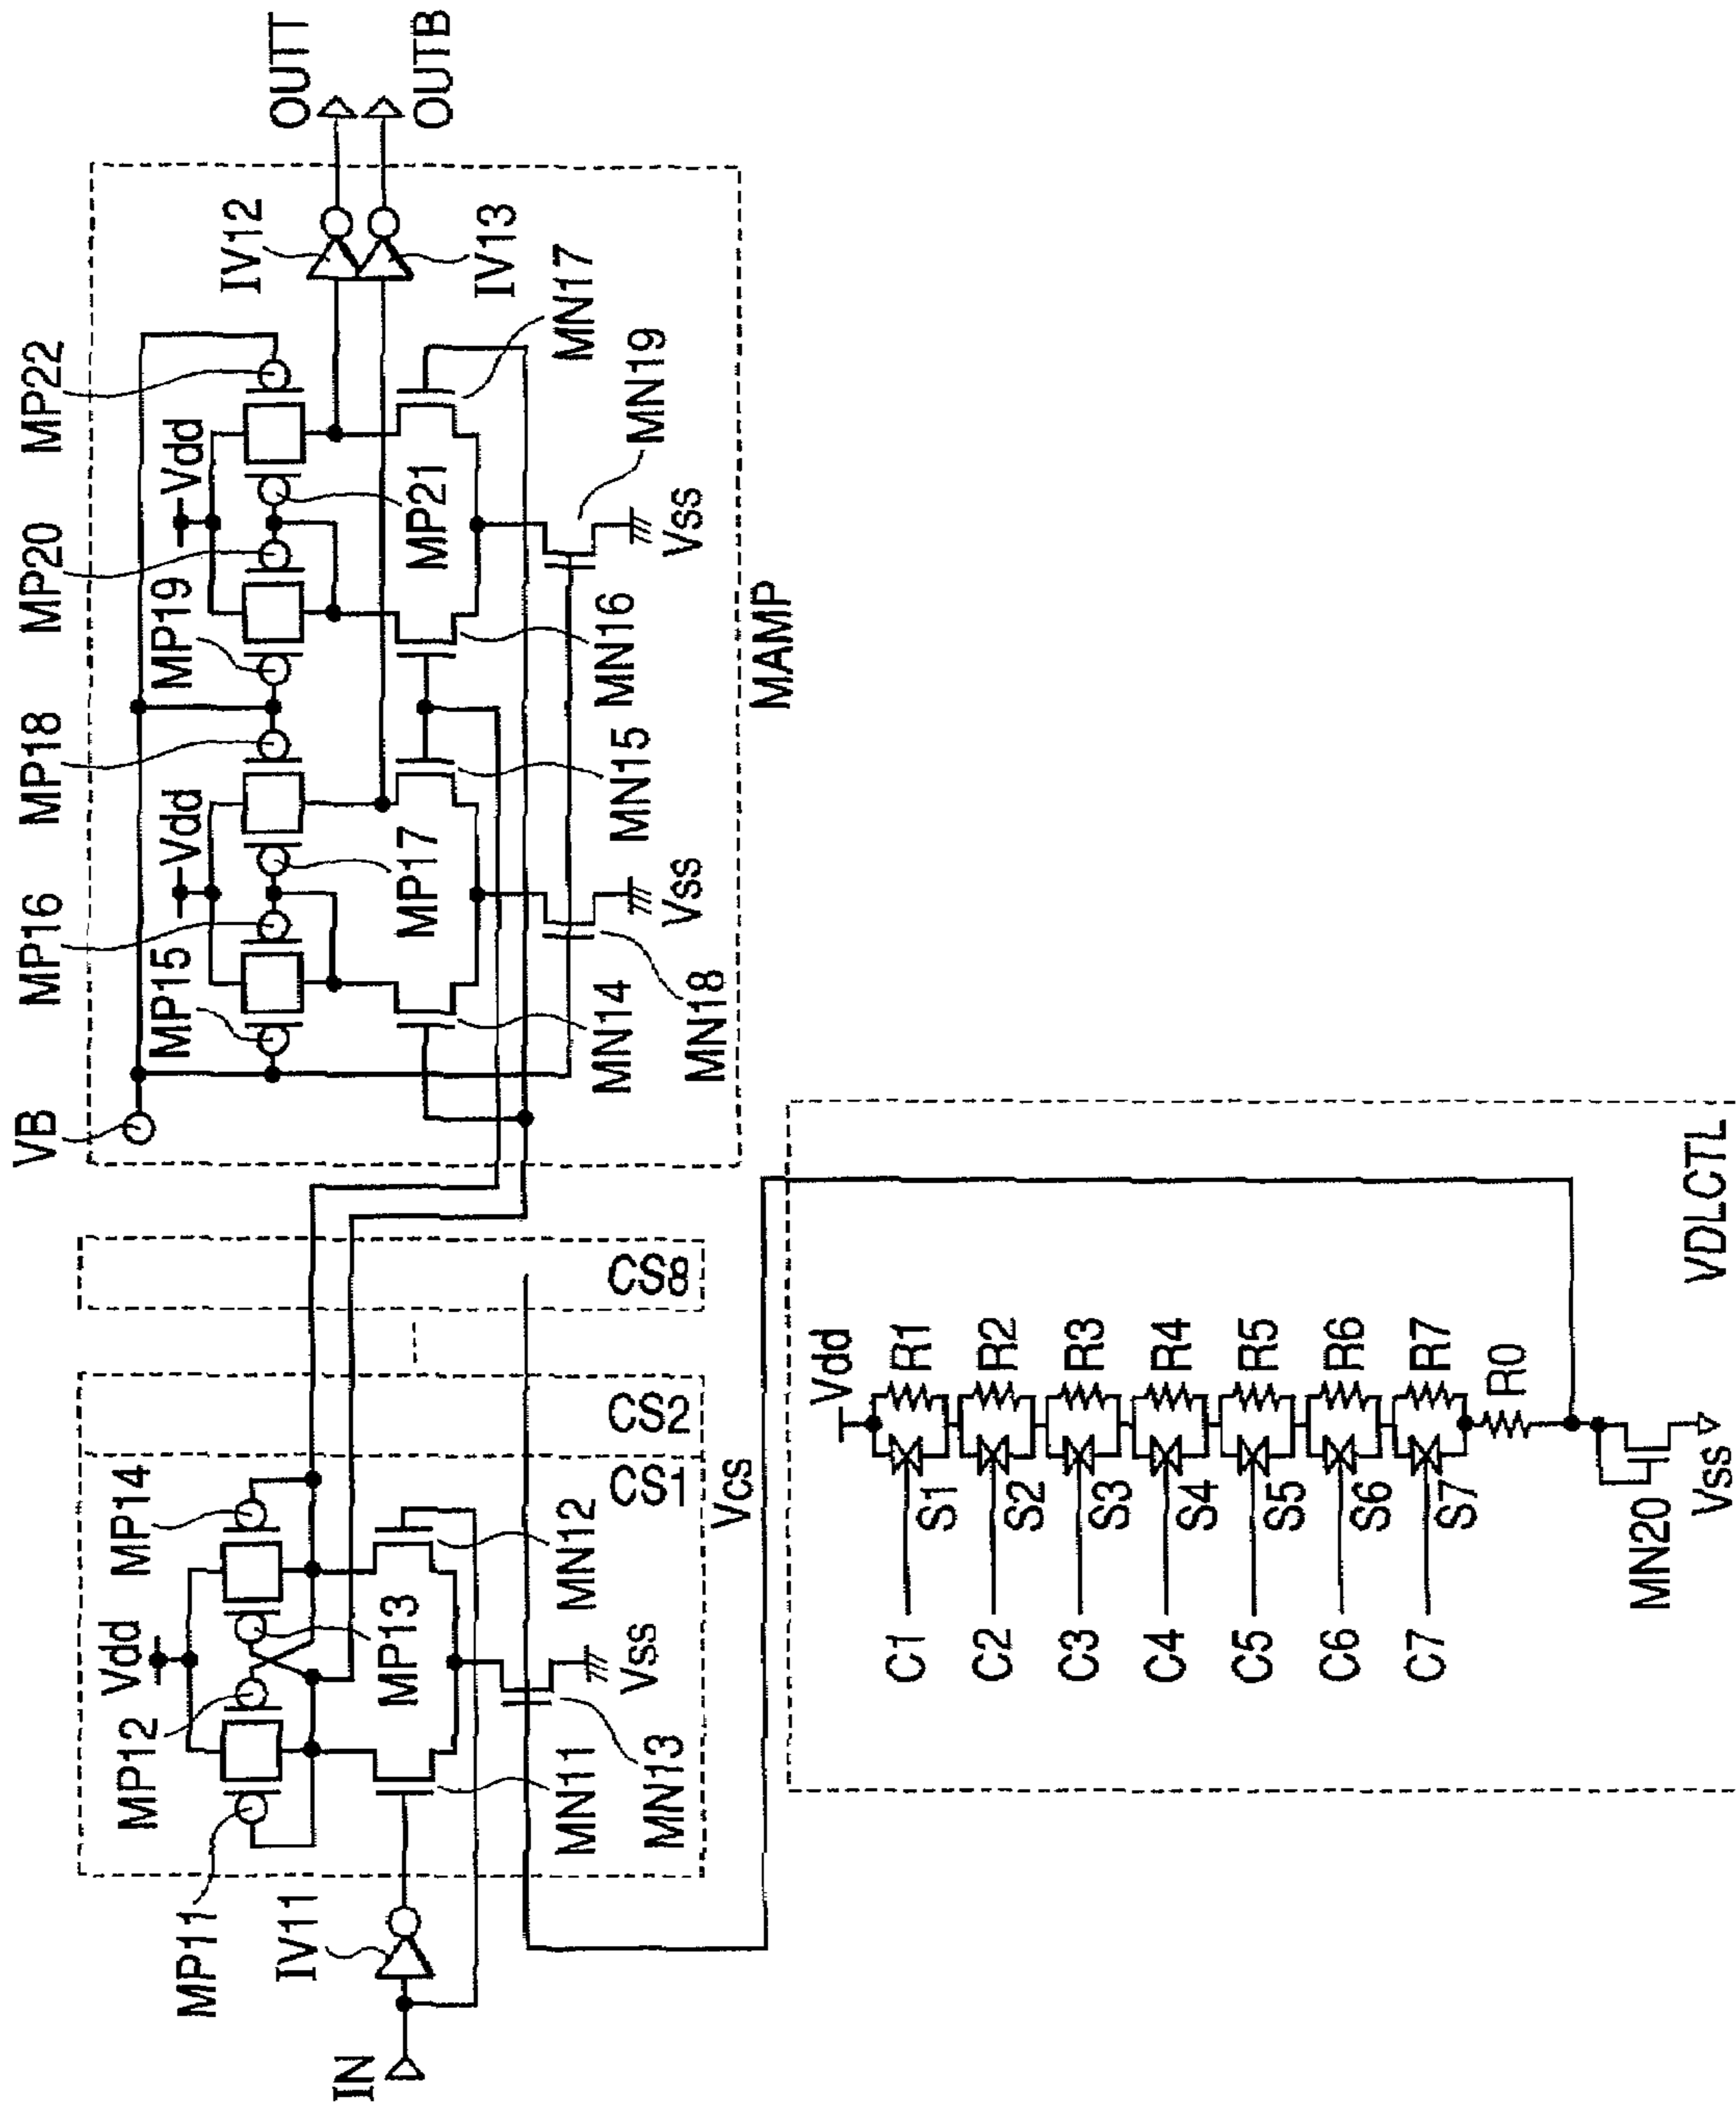 VB
MP16
MP18
MP20
MP22
MP15
Vdd
MP19
Vdd
IV12
OUTT
OUTB
MP17
MP21
IV13
MN14
MN15
MN16
MN17
MN18
Vss
MN19
Vss
MAMP
MP11
MP12
Vdd
MP14
IV11
MP13
IN
MN11
MN12
MN13
Vss
CS1
CS2
CS8
Vcs
Vdd
C1
S1
R1
C2
S2
R2
C3
S3
R3
C4
S4
R4
C5
S5
R5
C6
S6
R6
C7
S7
R7
R0
MN20
Vss
VDLCTL